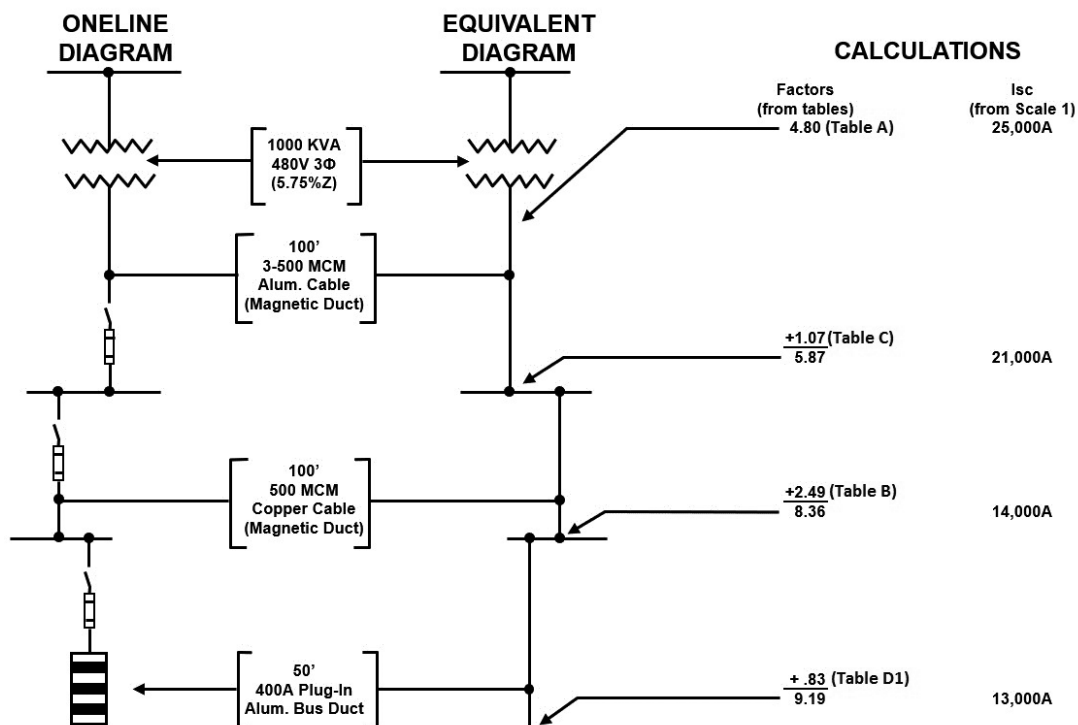 ONELINE
DIAGRAM
EQUIVALENT
DIAGRAM
CALCULATIONS
Factors
(from tables)
4.80 (Table A)
Isc
(from Scale 1)
25,000A
1000 KVA
480V 3Φ
(5.75%Z)
100’
3-500 MCM
Alum. Cable
(Magnetic Duct)
+1.07 (Table C)
5.87
21,000A
100’
500 MCM
Copper Cable
(Magnetic Duct)
+2.49 (Table B)
8.36
14,000A
50’
400A Plug-In
Alum. Bus Duct
+ .83 (Table D1)
9.19
13,000A